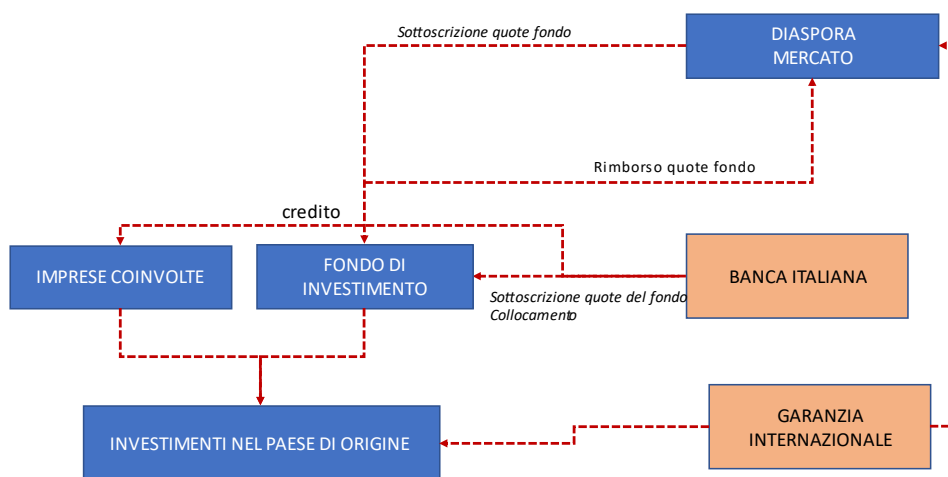 Sottoscrizione quote fondo
DIASPORA
MERCATO
Rimborso quote fondo
credito
IMPRESE COINVOLTE
FONDO DI
INVESTIMENTO
BANCA ITALIANA
Sottoscrizione quote del fondo
Collocamento
INVESTIMENTI NEL PAESE DI ORIGINE
GARANZIA
INTERNAZIONALE